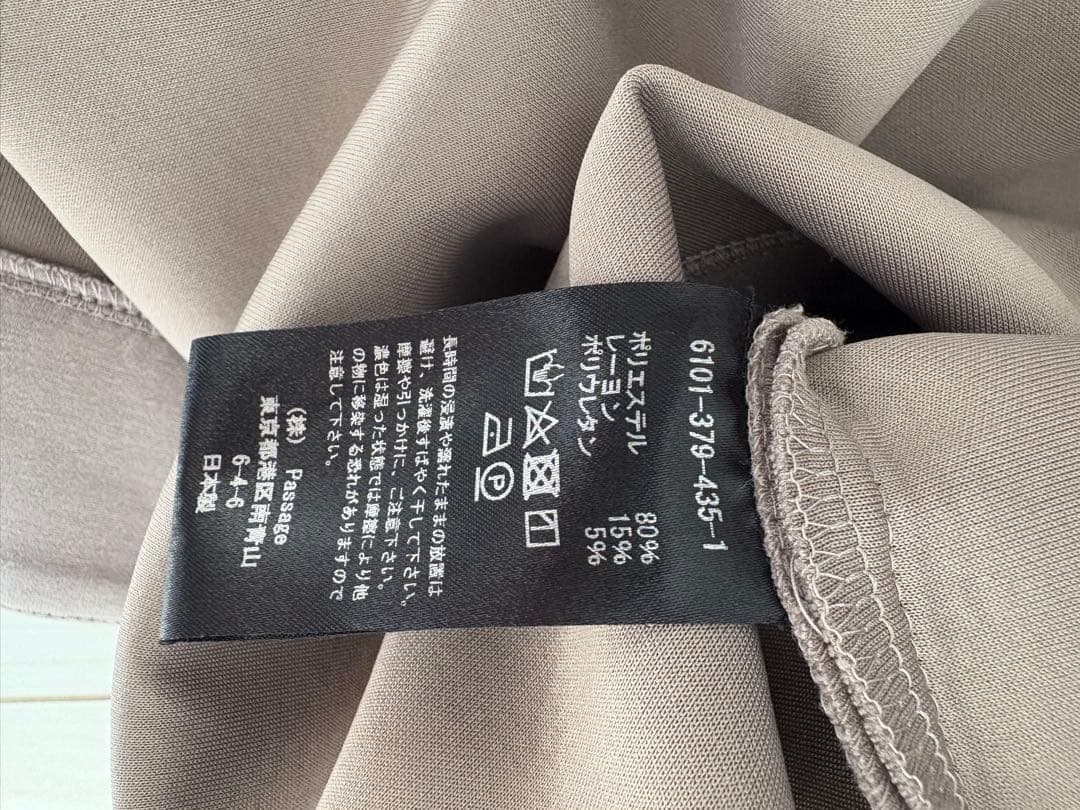 6101-379-435-1
ポリエステル 80%
レーヨン 15%
ポリウレタン 5%
P
長時間の浸漬や濡れたままの放置は
避け、洗濯後すばやく干して下さい。
摩擦や引っかけに、ご注意下さい。
濃色は湿った状態では摩擦により他
の物に移染する恐れがありますので
注意して下さい。
(株) Passage
東京都港区南青山
6-4-6
日本製